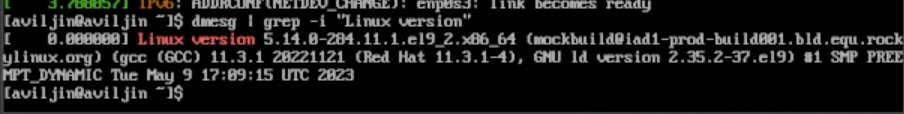 [    3.700057] IPv6: ADDRCONF(NETDEV_CHANGE): enp0s3: link becomes ready
[aviljin@aviljin ~]$ dmesg | grep -i "Linux version"
[    0.000000] Linux version 5.14.0-284.11.1.el9_2.x86_64 (mockbuild@iad1-prod-build001.bld.equ.rock
ylinux.org) (gcc (GCC) 11.3.1 20221121 (Red Hat 11.3.1-4), GNU ld version 2.35.2-37.el9) #1 SMP PREE
MPT_DYNAMIC Tue May 9 17:09:15 UTC 2023
[aviljin@aviljin ~]$